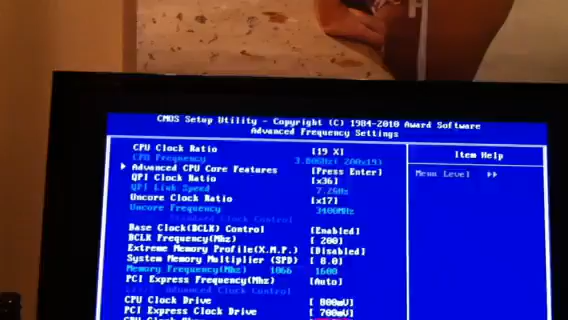 CMOS Setup Utility - Copyright (C) 1984-2010 Award Software
Advanced Frequency Settings
CPU Clock Ratio [19 X]
CPU Frequency 3.80GHz( 200x19)
Advanced CPU Core Features [Press Enter]
QPI Clock Ratio [x36]
QPI Link Speed 7.2GHz
Uncore Clock Ratio [x17]
Uncore Frequency 3400MHz
Standard Clock Control
Base Clock(BCLK) Control [Enabled]
BCLK Frequency(Mhz) [ 200]
Extreme Memory Profile(X.M.P.) [Disabled]
System Memory Multiplier (SPD) [ 8.0]
Memory Frequency(Mhz) 1066 1600
PCI Express Frequency(Mhz) [Auto]
Advanced Clock Control
CPU Clock Drive [ 800mV]
PCI Express Clock Drive [ 700mV]
Item Help
Menu Level